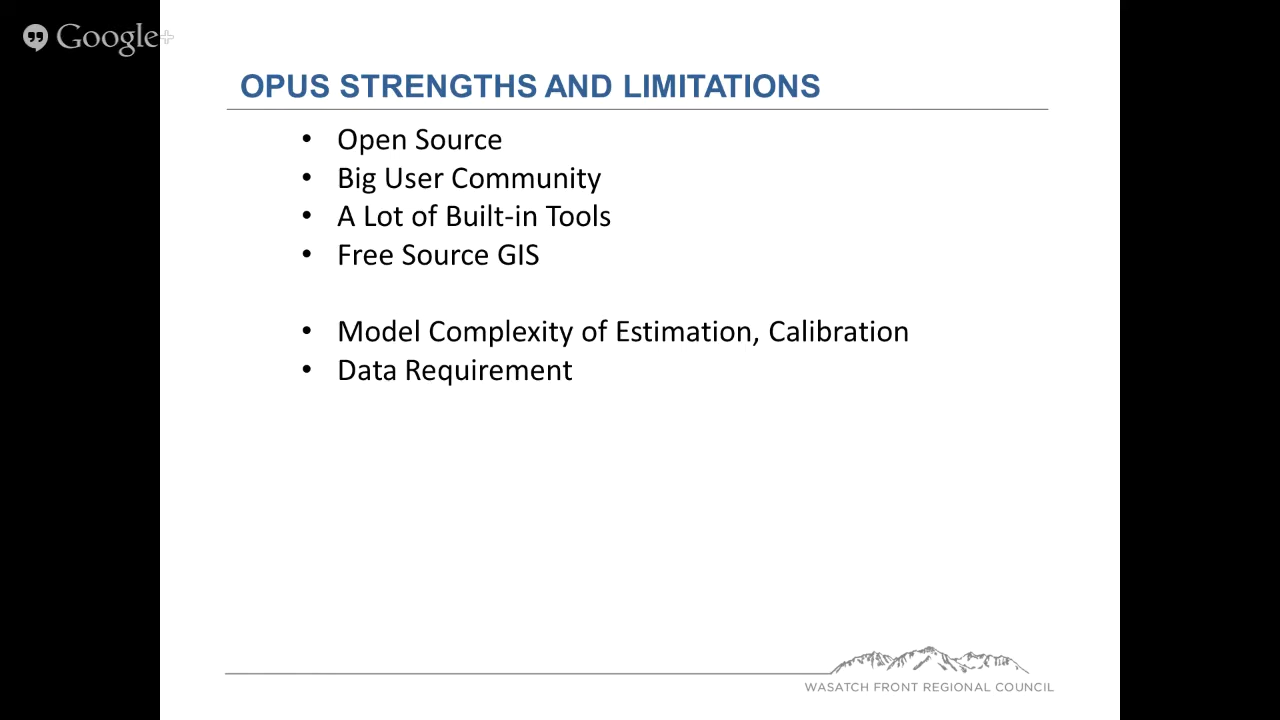 Google+
OPUS STRENGTHS AND LIMITATIONS
• Open Source
• Big User Community
• A Lot of Built-in Tools
• Free Source GIS
• Model Complexity of Estimation, Calibration
• Data Requirement
WASATCH FRONT REGIONAL COUNCIL